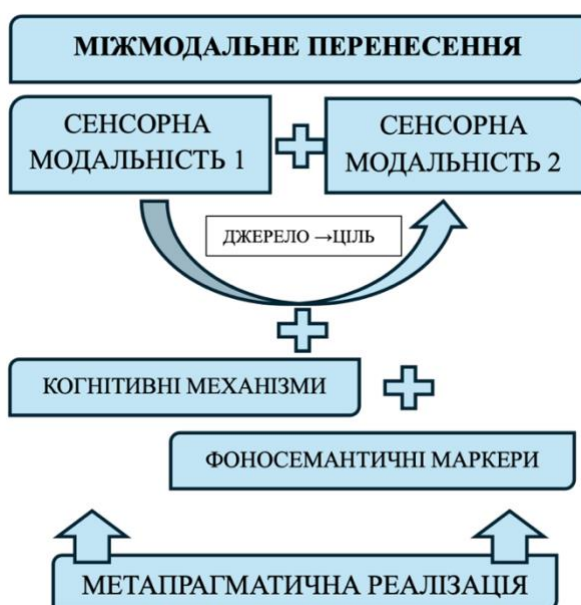 МІЖМОДАЛЬНЕ ПЕРЕНЕСЕННЯ
СЕНСОРНА
МОДАЛЬНІСТЬ 1
СЕНСОРНА
МОДАЛЬНІСТЬ 2
ДЖЕРЕЛО →ЦІЛЬ
КОГНІТИВНІ МЕХАНІЗМИ
ФОНОСЕМАНТИЧНІ МАРКЕРИ
МЕТАПРАГМАТИЧНА РЕАЛІЗАЦІЯ